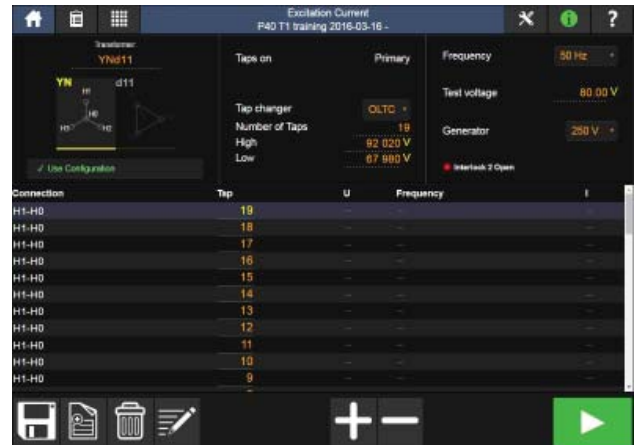 Excitation Current
P40 T1 training 2016-03-16 -
?
Transformer
YNd11
YN
d11
H1
H0
H3
H2
✓ Use Configuration
Taps on Primary
Tap changer OLTC
Number of Taps 19
High 92 020 V
Low 67 980 V
Frequency 50 Hz
Test voltage 80.00 V
Generator 250 V
Interlock 2 Open
Connection Tap U Frequency I
H1-H0 19 -- -- --
H1-H0 18 -- -- --
H1-H0 17 -- -- --
H1-H0 16 -- -- --
H1-H0 15 -- -- --
H1-H0 14 -- -- --
H1-H0 13 -- -- --
H1-H0 12 -- -- --
H1-H0 11 -- -- --
H1-H0 10 -- -- --
H1-H0 9 -- -- --